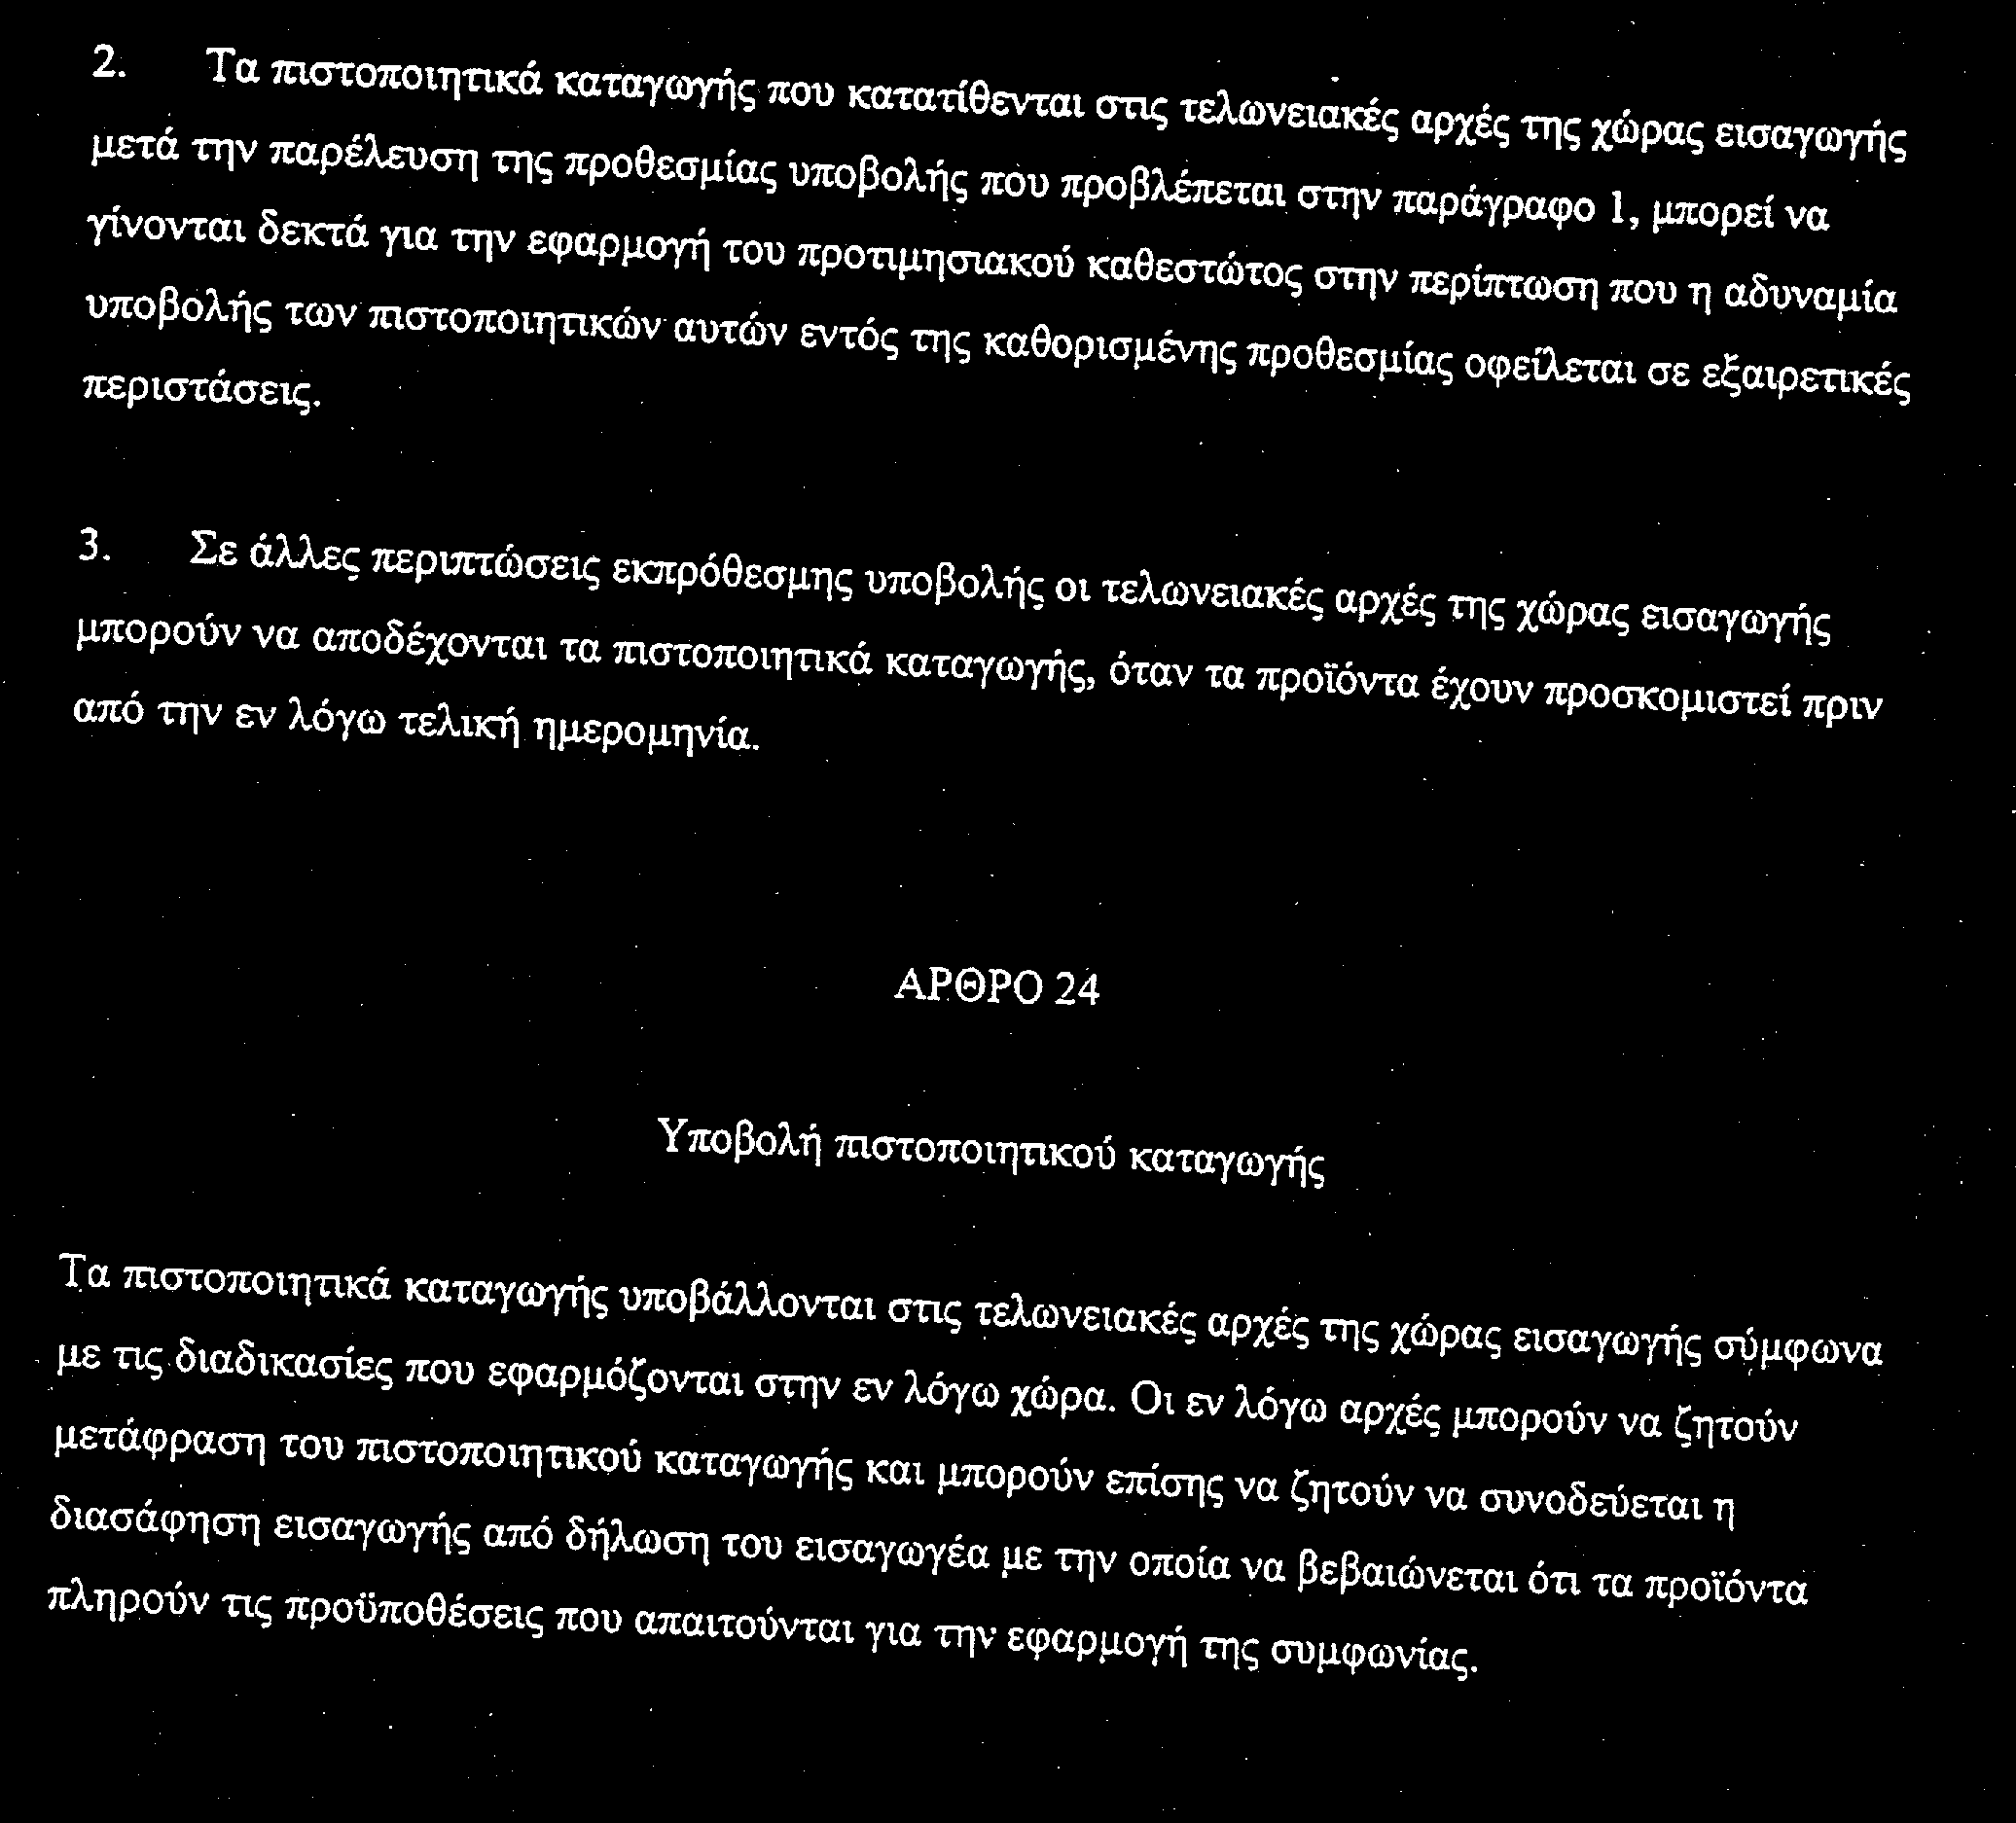 2. Τα πιστοποιητικά καταγωγής που κατατίθενται στις τελωνειακές αρχές της χώρας εισαγωγής
μετά την παρέλευση της προθεσμίας υποβολής που προβλέπεται στην παράγραφο 1, μπορεί να
γίνονται δεκτά για την εφαρμογή του προτιμησιακού καθεστώτος στην περίπτωση που η αδυναμία
υποβολής των πιστοποιητικών αυτών εντός της καθορισμένης προθεσμίας οφείλεται σε εξαιρετικές
περιστάσεις.
3. Σε άλλες περιπτώσεις εκπρόθεσμης υποβολής οι τελωνειακές αρχές της χώρας εισαγωγής
μπορούν να αποδέχονται τα πιστοποιητικά καταγωγής, όταν τα προϊόντα έχουν προσκομιστεί πριν
από την εν λόγω τελική ημερομηνία.
ΑΡΘΡΟ 24
Υποβολή πιστοποιητικού καταγωγής
Τα πιστοποιητικά καταγωγής υποβάλλονται στις τελωνειακές αρχές της χώρας εισαγωγής σύμφωνα
με τις διαδικασίες που εφαρμόζονται στην εν λόγω χώρα. Οι εν λόγω αρχές μπορούν να ζητούν
μετάφραση του πιστοποιητικού καταγωγής και μπορούν επίσης να ζητούν να συνοδεύεται η
διασάφηση εισαγωγής από δήλωση του εισαγωγέα με την οποία να βεβαιώνεται ότι τα προϊόντα
πληρούν τις προϋποθέσεις που απαιτούνται για την εφαρμογή της συμφωνίας.